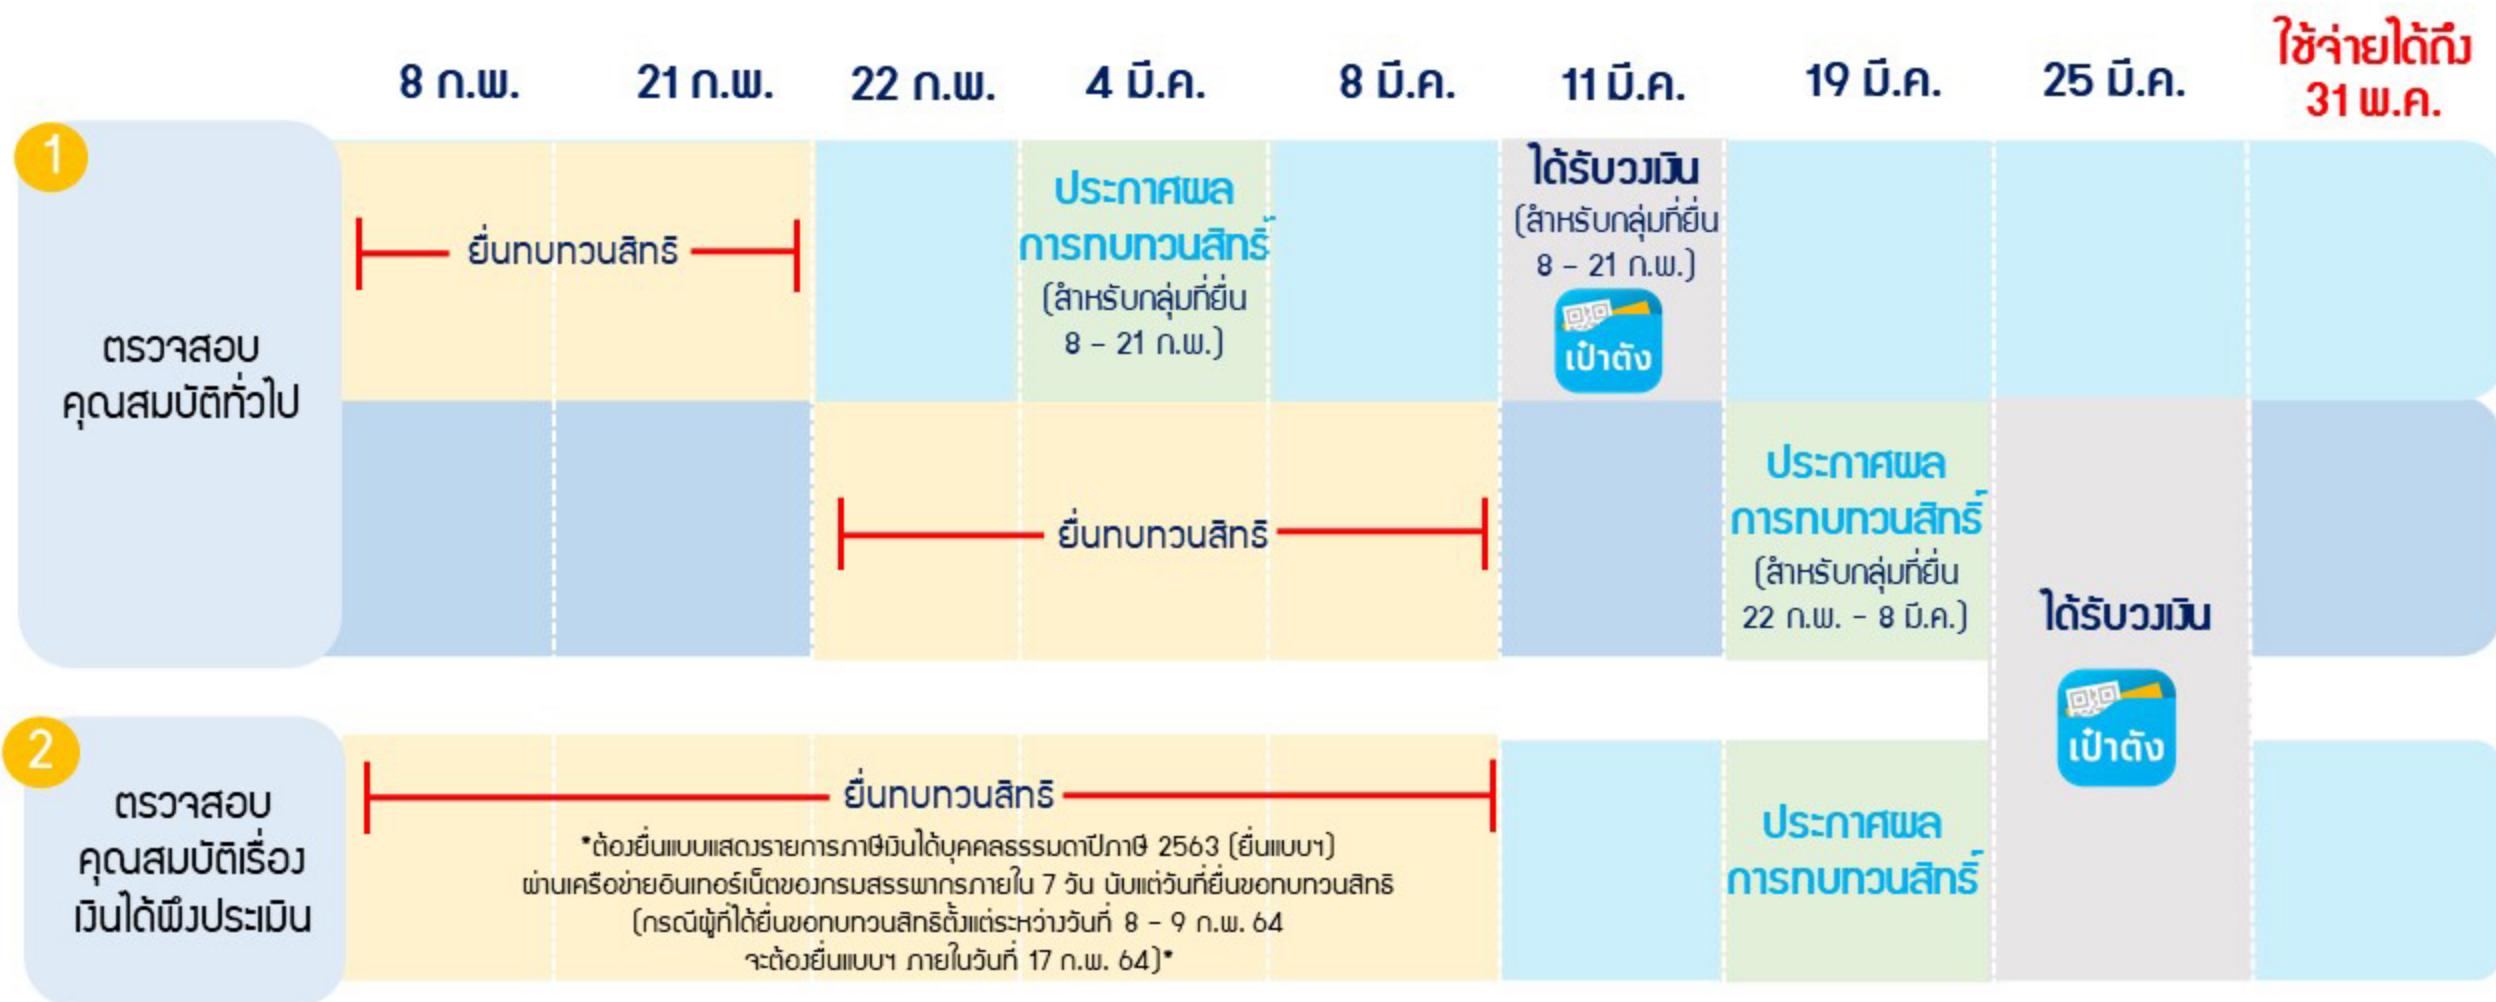 8 ก.พ.
21 ก.พ.
22 ก.พ.
4 มี.ค.
8 มี.ค.
11 มี.ค.
19 มี.ค.
25 มี.ค.
ใช้จ่ายได้ถึง
31 พ.ค.
1
ตรวจสอบ
คุณสมบัติทั่วไป
ยื่นทบทวนสิทธิ
ประกาศผล
การทบทวนสิทธิ์
(สำหรับกลุ่มที่ยื่น
8 – 21 ก.พ.)
ได้รับวงเงิน
(สำหรับกลุ่มที่ยื่น
8 – 21 ก.พ.)
เป๋าตัง
ยื่นทบทวนสิทธิ
ประกาศผล
การทบทวนสิทธิ์
(สำหรับกลุ่มที่ยื่น
22 ก.พ. – 8 มี.ค.)
ได้รับวงเงิน
เป๋าตัง
2
ตรวจสอบ
คุณสมบัติเรื่อง
เงินได้พึงประเมิน
ยื่นทบทวนสิทธิ
*ต้องยื่นแบบแสดงรายการภาษีเงินได้บุคคลธรรมดาปีภาษี 2563 (ยื่นแบบฯ)
ผ่านเครือข่ายอินเทอร์เน็ตของกรมสรรพากรภายใน 7 วัน นับแต่วันที่ยื่นขอทบทวนสิทธิ
(กรณีผู้ที่ได้ยื่นขอทบทวนสิทธิตั้งแต่ระหว่างวันที่ 8 – 9 ก.พ. 64
จะต้องยื่นแบบฯ ภายในวันที่ 17 ก.พ. 64)*
ประกาศผล
การทบทวนสิทธิ์